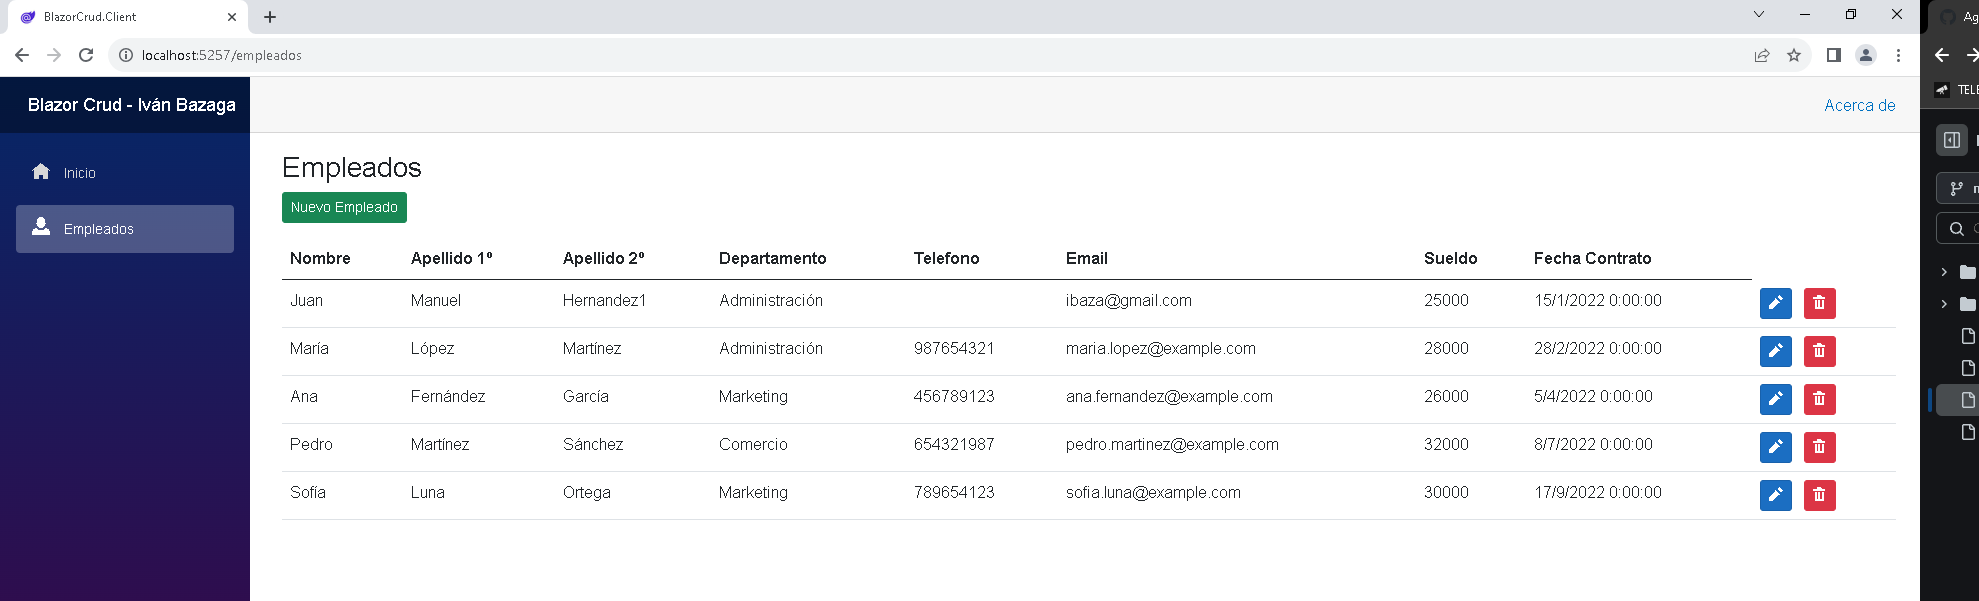 BlazorCrud.Client
localhost:5257/empleados
Blazor Crud - Iván Bazaga
Acerca de
Inicio
Empleados
Empleados
Nuevo Empleado
Nombre Apellido 1º Apellido 2º Departamento Telefono Email Sueldo Fecha Contrato
Juan Manuel Hernandez1 Administración ibaza@gmail.com 25000 15/1/2022 0:00:00
María López Martínez Administración 987654321 maria.lopez@example.com 28000 28/2/2022 0:00:00
Ana Fernández García Marketing 456789123 ana.fernandez@example.com 26000 5/4/2022 0:00:00
Pedro Martínez Sánchez Comercio 654321987 pedro.martinez@example.com 32000 8/7/2022 0:00:00
Sofía Luna Ortega Marketing 789654123 sofia.luna@example.com 30000 17/9/2022 0:00:00